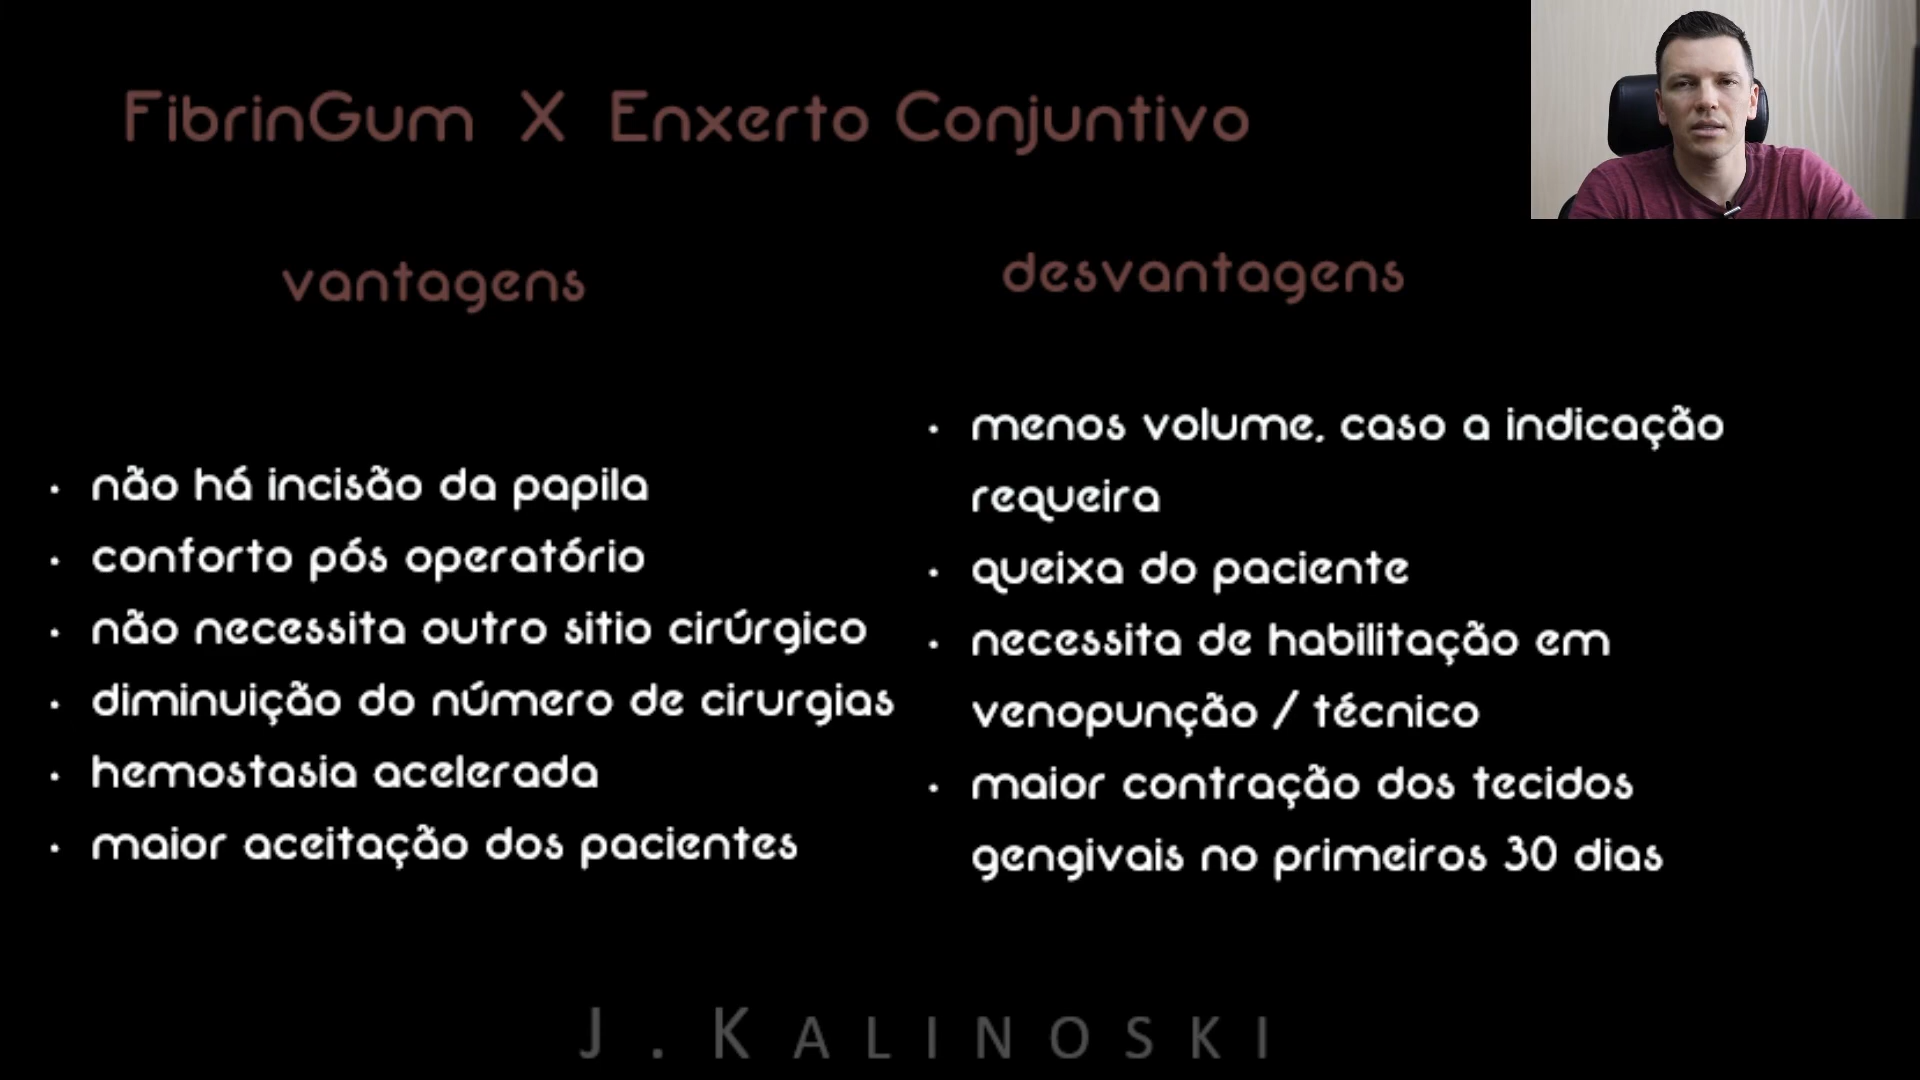 FibrinGum X Enxerto Conjuntivo
vantagens
· não há incisão da papila
· conforto pós operatório
· não necessita outro sitio cirúrgico
· diminuição do número de cirurgias
· hemostasia acelerada
· maior aceitação dos pacientes
desvantagens
· menos volume, caso a indicação
requeira
· queixa do paciente
· necessita de habilitação em
venopunção / técnico
· maior contração dos tecidos
gengivais no primeiros 30 dias
J. KALINOSKI